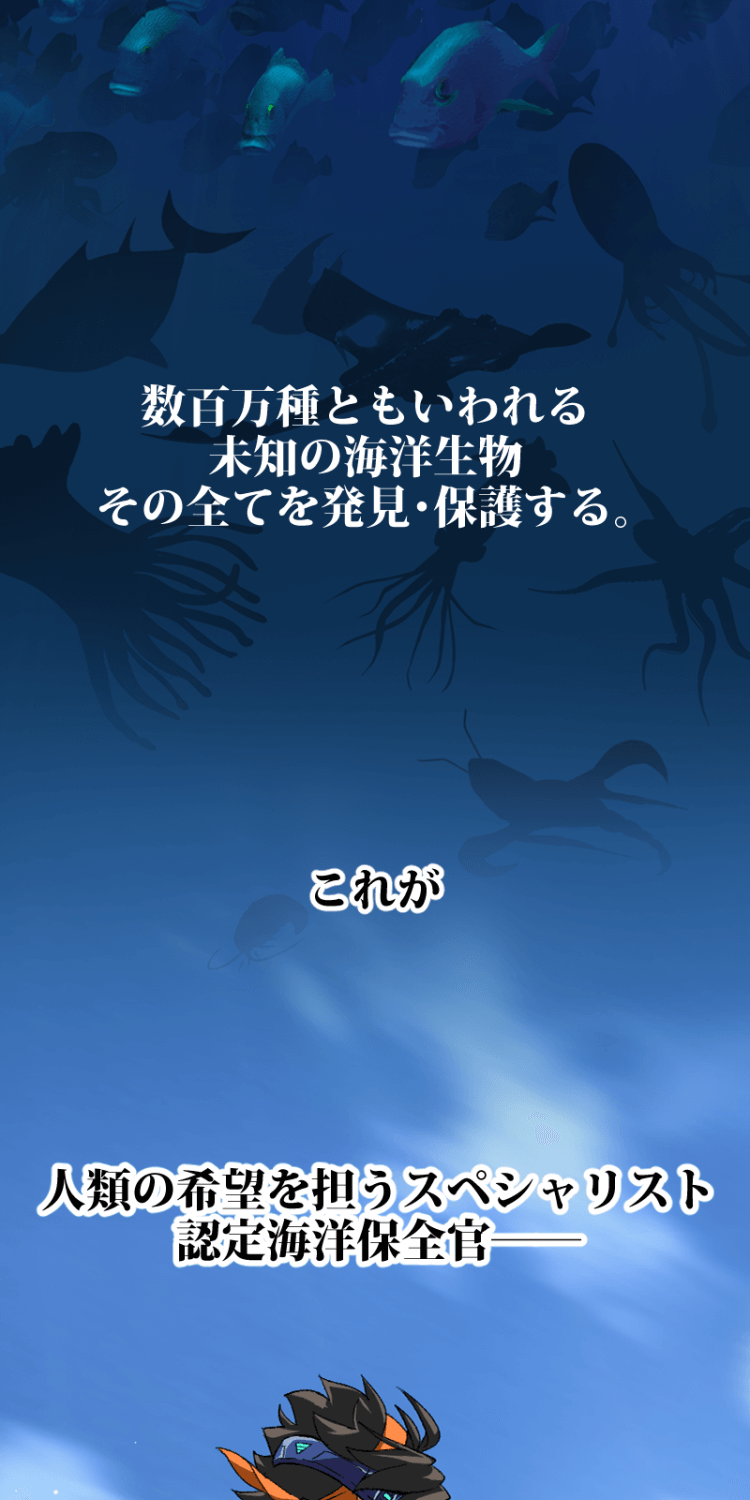 数百万種ともいわれる
未知の海洋生物
その全てを発見・保護する。
これが
人類の希望を担うスペシャリスト
認定海洋保全官──